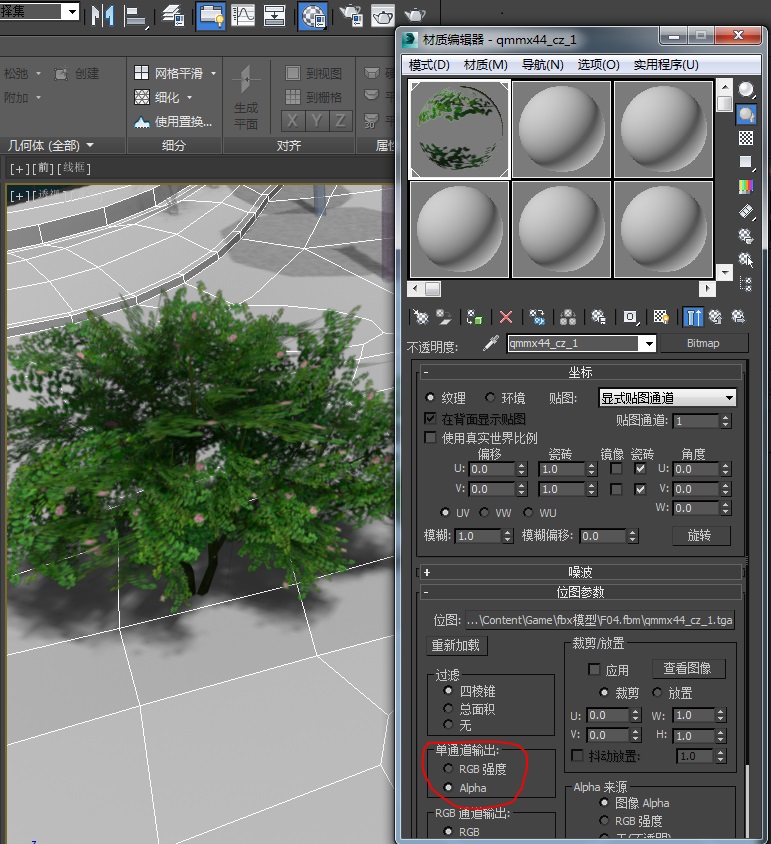 择集
松弛
创建
附加
几何体 (全部)
网格平滑
细化
使用置换...
细分
生成
平面
到视图
到栅格
X Y Z
对齐
硬
平
30
属性
[+][前][线框]
[+][透视]
材质编辑器 - qmmx44_cz_1
模式(D) 材质(M) 导航(N) 选项(O) 实用程序(U)
不透明度:
qmmx44_cz_1
Bitmap
- 坐标
纹理 环境 贴图: 显式贴图通道
在背面显示贴图 贴图通道: 1
使用真实世界比例
偏移 瓷砖 镜像 瓷砖 角度
U: 0.0 1.0 U: 0.0
V: 0.0 1.0 V: 0.0
W: 0.0
UV VW WU
模糊: 1.0 模糊偏移: 0.0 旋转
+ 噪波
- 位图参数
位图: ...\Content\Game\fbx模型\F04.fbm\qmmx44_cz_1.tga
重新加载
过滤
四棱锥
总面积
无
单通道输出:
RGB 强度
Alpha
RGB 通道输出:
RGB
裁剪/放置
应用 查看图像
裁剪 放置
U: 0.0 W: 1.0
V: 0.0 H: 1.0
抖动放置: 1.0
Alpha 来源
图像 Alpha
RGB 强度
无(不透明)
z